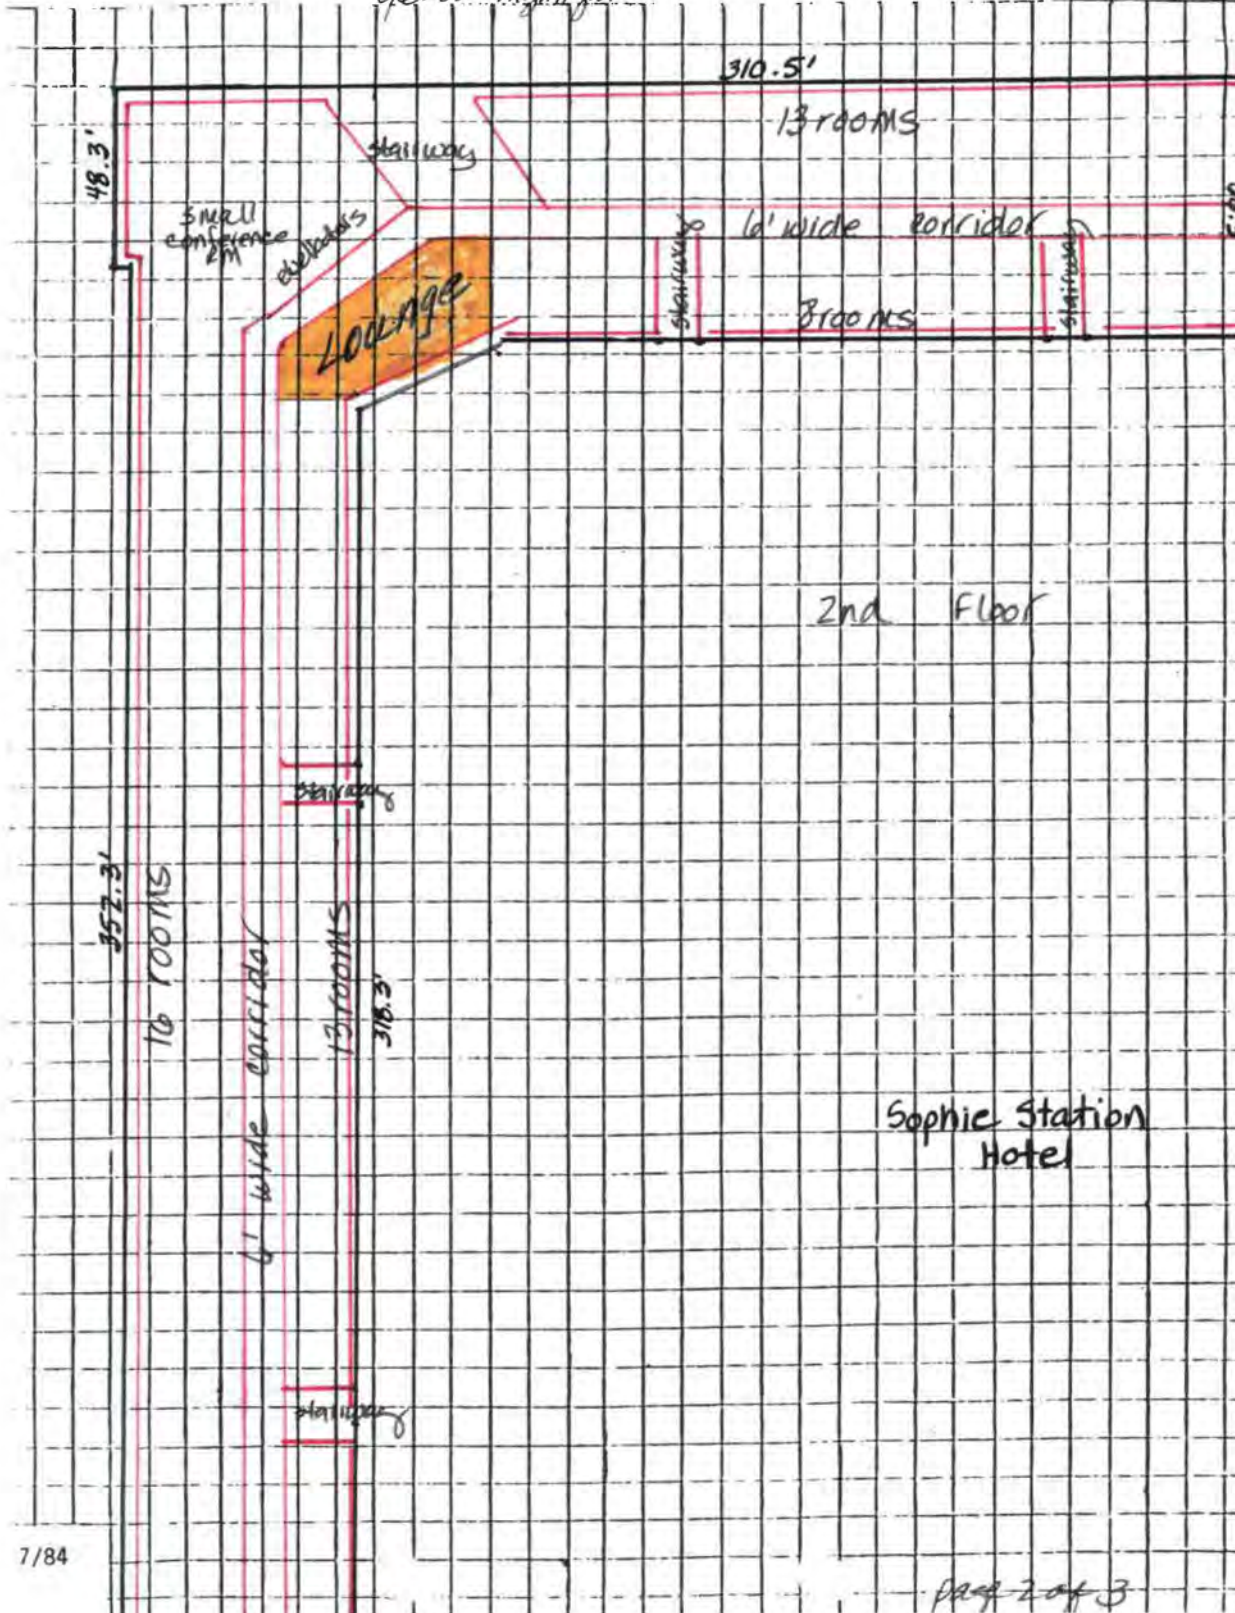 310.5'
13 rooms
stairway
48.3'
small
conference
RM
elevators
6' wide corridor
stairway
stairway
Lounge
8 rooms
2nd Floor
stairway
352.3'
16 rooms
6' wide corridor
13 rooms
318.3'
Sophie Station
Hotel
stairway
7/84
page 2 of 3